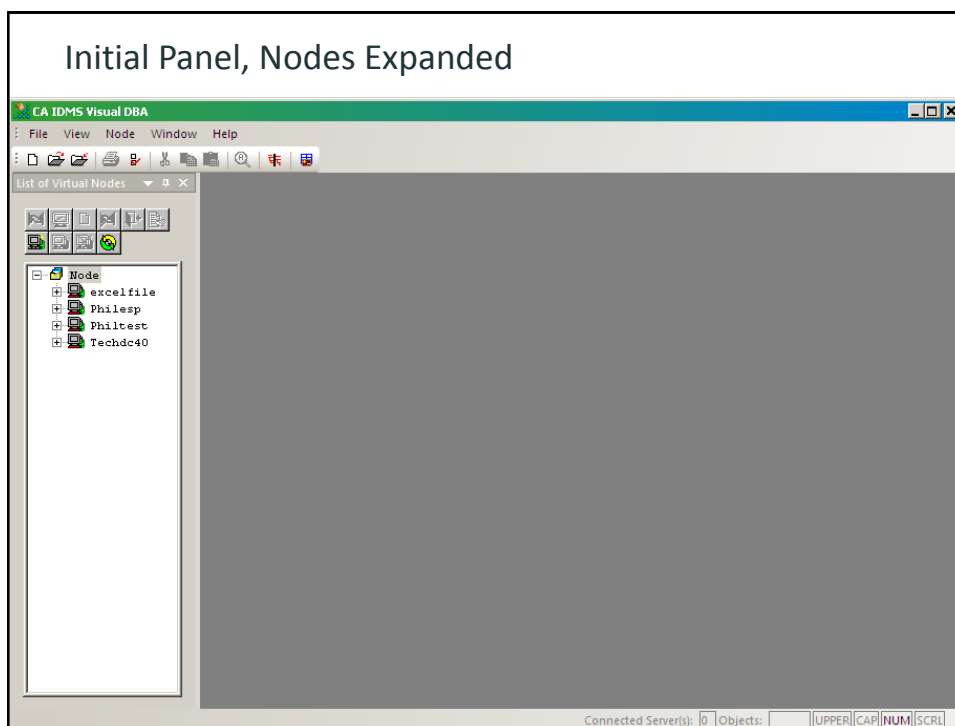 Initial Panel, Nodes Expanded
CA IDMS Visual DBA
File View Node Window Help
List of Virtual Nodes
Node
excelfile
Philesp
Philtest
Techdc40
Connected Server(s): 0 Objects: UPPER CAP NUM SCRL